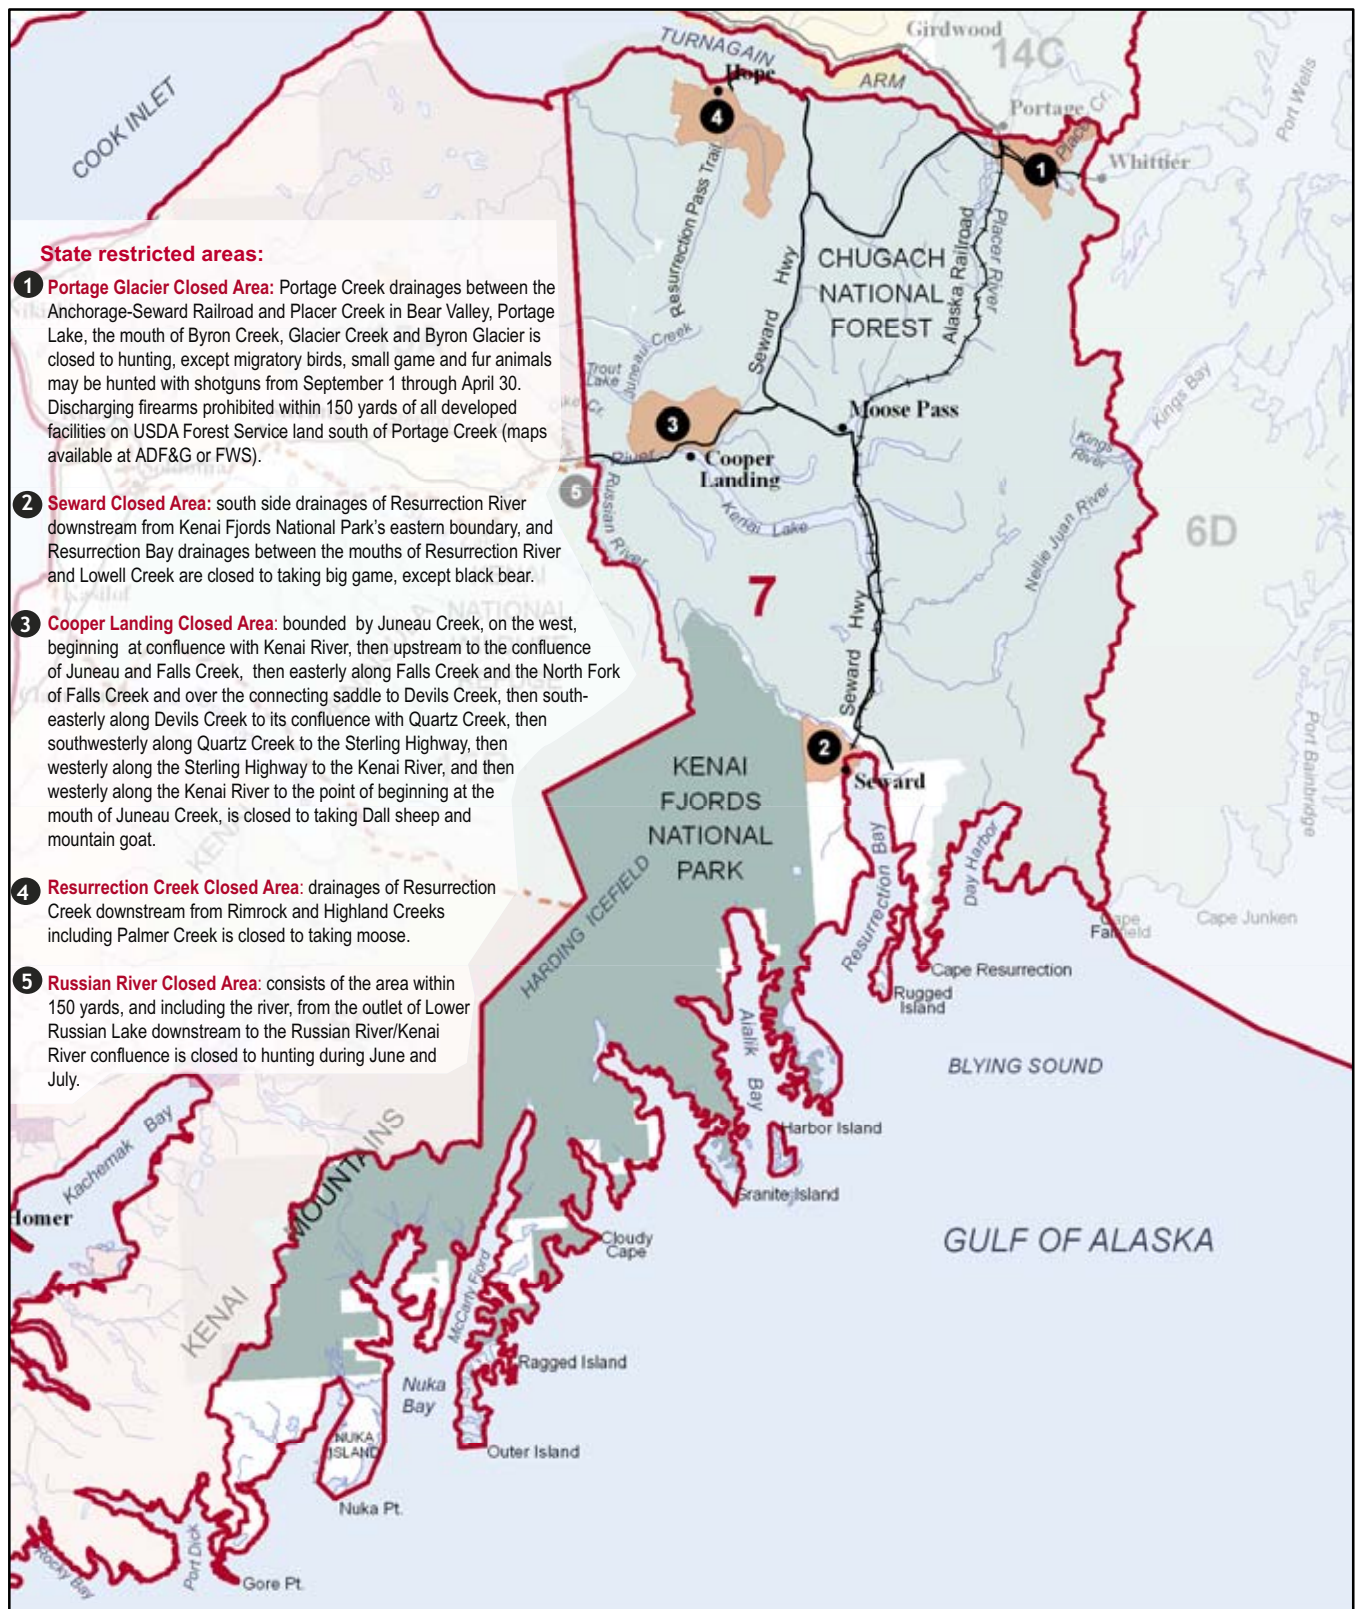 State restricted areas:
1 Portage Glacier Closed Area: Portage Creek drainages between the
Anchorage-Seward Railroad and Placer Creek in Bear Valley, Portage
Lake, the mouth of Byron Creek, Glacier Creek and Byron Glacier is
closed to hunting, except migratory birds, small game and fur animals
may be hunted with shotguns from September 1 through April 30.
Discharging firearms prohibited within 150 yards of all developed
facilities on USDA Forest Service land south of Portage Creek (maps
available at ADF&G or FWS).
2 Seward Closed Area: south side drainages of Resurrection River
downstream from Kenai Fjords National Park's eastern boundary, and
Resurrection Bay drainages between the mouths of Resurrection River
and Lowell Creek are closed to taking big game, except black bear.
3 Cooper Landing Closed Area: bounded by Juneau Creek, on the west,
beginning at confluence with Kenai River, then upstream to the confluence
of Juneau and Falls Creek, then easterly along Falls Creek and the North Fork
of Falls Creek and over the connecting saddle to Devils Creek, then south-
easterly along Devils Creek to its confluence with Quartz Creek, then
southwesterly along Quartz Creek to the Sterling Highway, then
westerly along the Sterling Highway to the Kenai River, and then
westerly along the Kenai River to the point of beginning at the
mouth of Juneau Creek, is closed to taking Dall sheep and
mountain goat.
4 Resurrection Creek Closed Area: drainages of Resurrection
Creek downstream from Rimrock and Highland Creeks
including Palmer Creek is closed to taking moose.
5 Russian River Closed Area: consists of the area within
150 yards, and including the river, from the outlet of Lower
Russian Lake downstream to the Russian River/Kenai
River confluence is closed to hunting during June and
July.
COOK INLET
TURNAGAIN
ARM
Girdwood
14C
Hope
4
Portage
Placer Cr.
1
Whittier
Port Wells
Resurrection Pass Trail
Seward Hwy
CHUGACH
NATIONAL
FOREST
Alaska Railroad
Placer River
Juneau Creek
Trout
Lake
3
Moose Pass
Kings Bay
Kings
River
River
Cooper
Landing
5
Russian River
Kenai Lake
Nellie Juan River
6D
7
KENAI
NATIONAL
REFUGE
Kasilof
Seward Hwy
2
Seward
Port Bainbridge
KENAI
FJORDS
NATIONAL
PARK
HARDING ICEFIELD
Resurrection Bay
Day Harbor
Cape
Fairfield
Cape Junken
Cape Resurrection
Rugged
Island
Aialik
Bay
BLYING SOUND
Harbor Island
Granite Island
Kachemak Bay
Homer
KENAI
MOUNTAINS
Cloudy
Cape
GULF OF ALASKA
McCarty Fjord
Ragged Island
Nuka
Bay
NUKA
ISLAND
Outer Island
Nuka Pt.
Port Dick
Rocky Bay
Gore Pt.